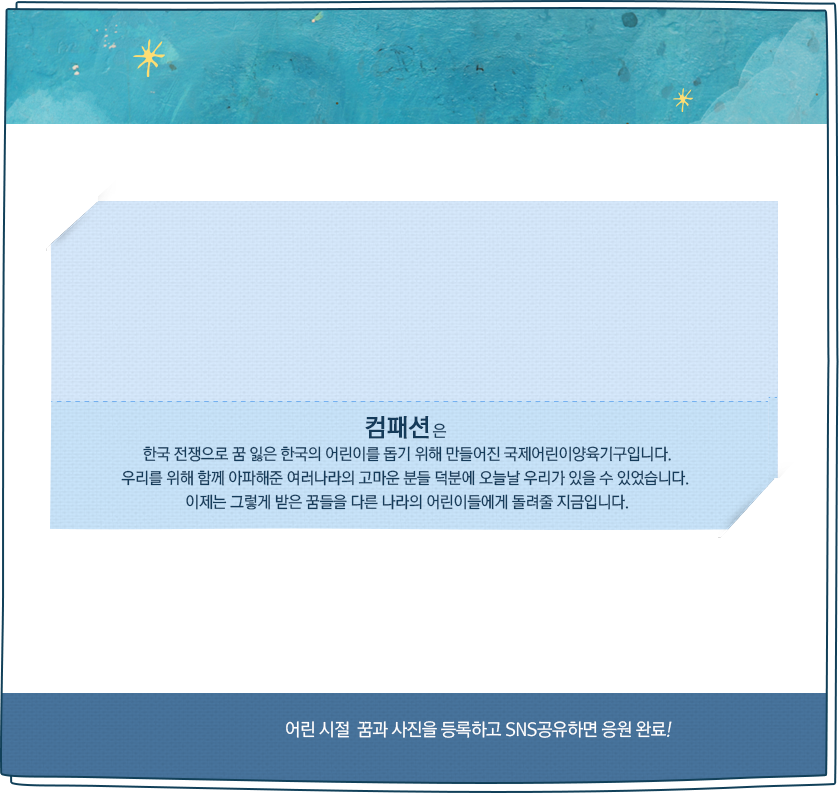 컴패션은
한국 전쟁으로 꿈 잃은 한국의 어린이를 돕기 위해 만들어진 국제어린이양육기구입니다.
우리를 위해 함께 아파해준 여러나라의 고마운 분들 덕분에 오늘날 우리가 있을 수 있었습니다.
이제는 그렇게 받은 꿈들을 다른 나라의 어린이들에게 돌려줄 지금입니다.
어린 시절 꿈과 사진을 등록하고 SNS공유하면 응원 완료!